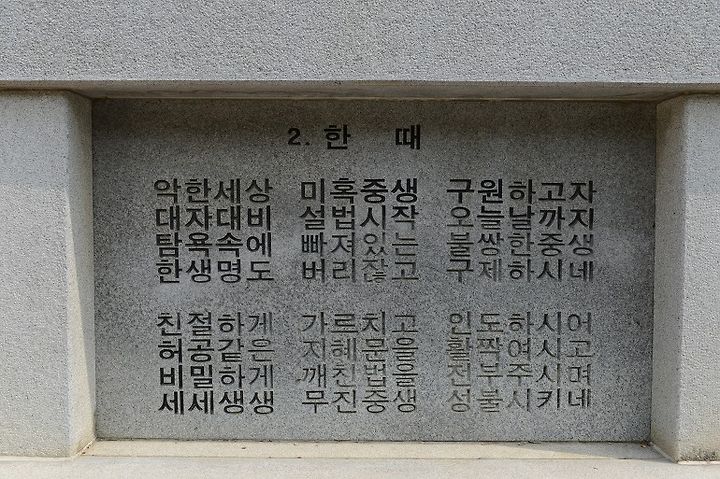 2. 한 때
악한세상 미혹중생 구원하고자
대자대비 설법시작 오늘날까지
탐욕속에 빠져있는 불쌍한중생
한생명도 버리잖고 구제하시네
친절하게 가르치고 인도하시어
허공같은 지혜문을 활짝여시고
비밀하게 깨친법을 전부주시며
세세생생 무진중생 성불시키네